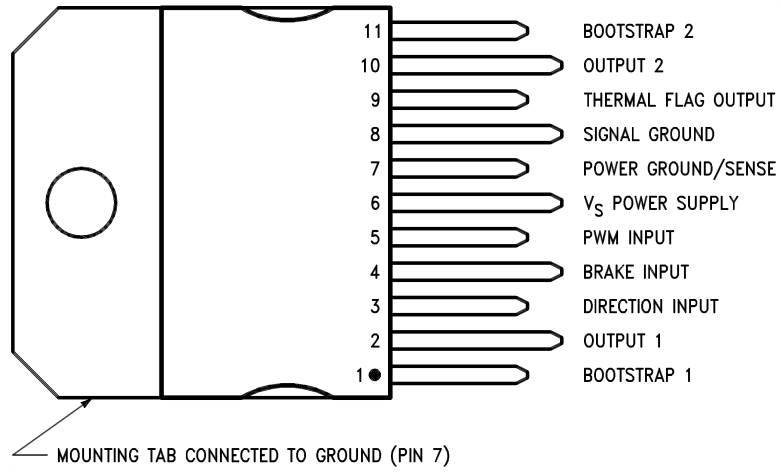 11 BOOTSTRAP 2
10 OUTPUT 2
9 THERMAL FLAG OUTPUT
8 SIGNAL GROUND
7 POWER GROUND/SENSE
6 VS POWER SUPPLY
5 PWM INPUT
4 BRAKE INPUT
3 DIRECTION INPUT
2 OUTPUT 1
1 BOOTSTRAP 1
MOUNTING TAB CONNECTED TO GROUND (PIN 7)